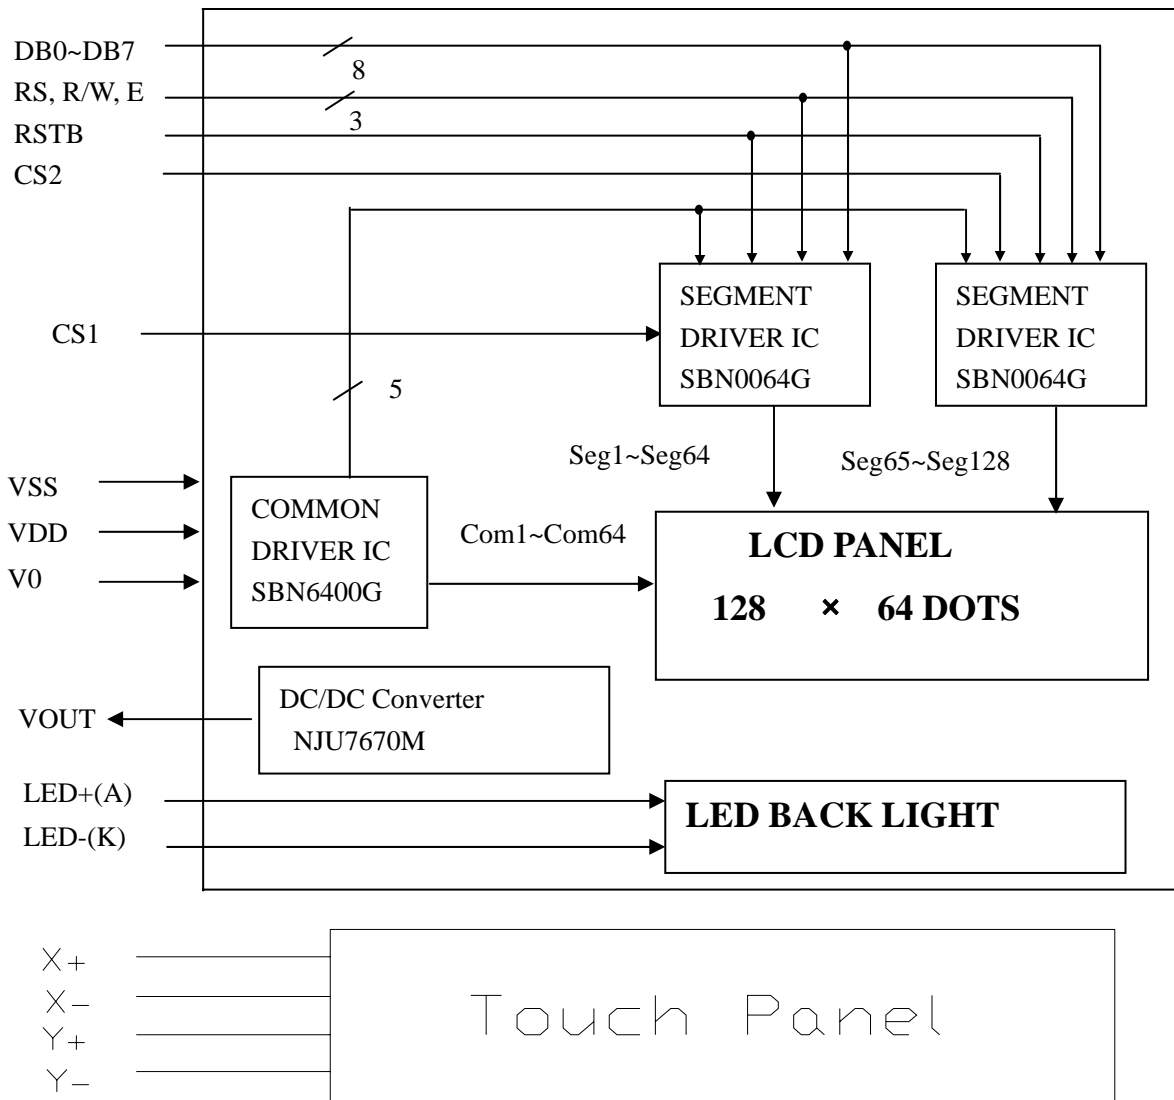 DB0~DB7
8
RS, R/W, E
3
RSTB
CS2
SEGMENT
DRIVER IC
SBN0064G
SEGMENT
DRIVER IC
SBN0064G
CS1
5
Seg1~Seg64
Seg65~Seg128
VSS
VDD
V0
COMMON
DRIVER IC
SBN6400G
Com1~Com64
LCD PANEL
128 × 64 DOTS
VOUT
DC/DC Converter
NJU7670M
LED+(A)
LED-(K)
LED BACK LIGHT
X+
X-
Y+
Y-
Touch Panel